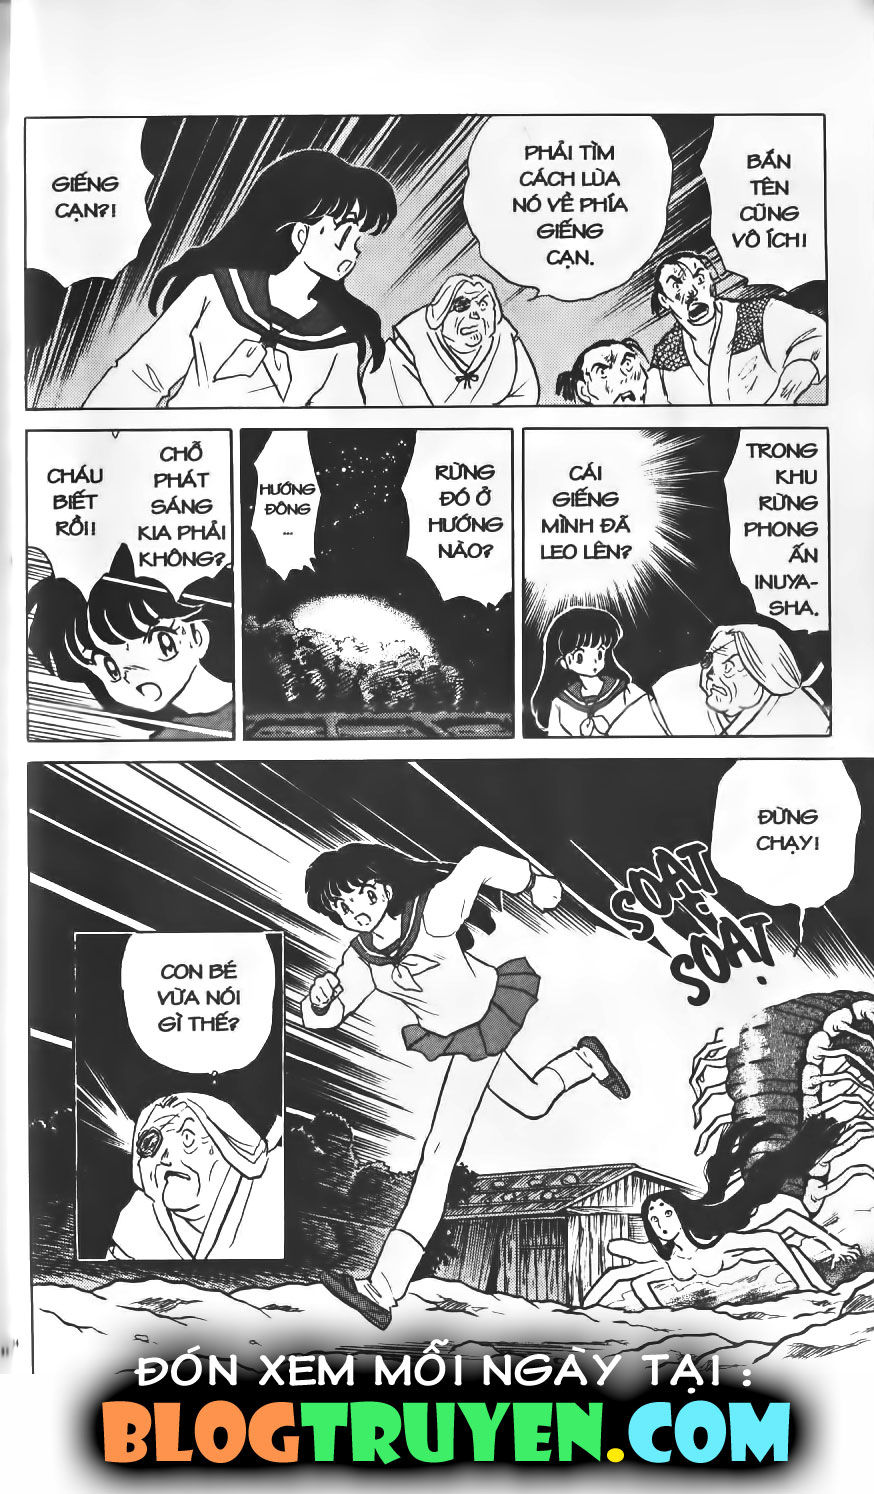 BẮN
TÊN
CŨNG
VÔ ÍCH!
PHẢI TÌM
CÁCH LÙA
NÓ VỀ PHÍA
GIẾNG
CẠN.
GIẾNG
CẠN?!
TRONG
KHU
RỪNG
PHONG
ẤN
INUYA-
SHA.
CÁI
GIẾNG
MÌNH ĐÃ
LEO LÊN?
RỪNG
ĐÓ Ở
HƯỚNG
NÀO?
HƯỚNG
ĐÔNG
...
CHỖ
PHÁT
SÁNG
KIA PHẢI
KHÔNG?
CHÁU
BIẾT
RỒI!
ĐỪNG
CHẠY!
SOẠT
SOẠT
CON BÉ
VỪA NÓI
GÌ THẾ?
ĐÓN XEM MỖI NGÀY TẠI :
BLOGTRUYEN.COM